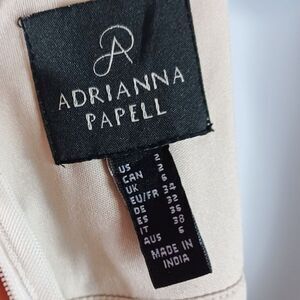 ADRIANNA
PAPELL
US 2
CAN 2
UK 6
EU/FR 34
DE 32
ES 36
IT 38
AUS 6
MADE IN
INDIA